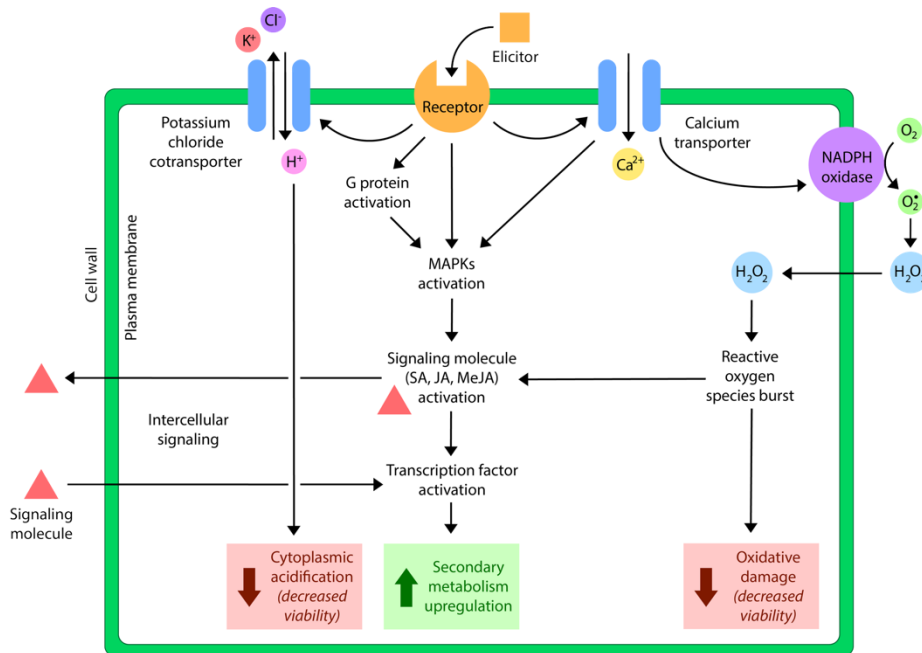 Cl⁻
K⁺
Elicitor
Receptor
Potassium
chloride
cotransporter
H⁺
G protein
activation
Ca²⁺
Calcium
transporter
NADPH
oxidase
O₂
O₂•
H₂O₂
H₂O₂
MAPKs
activation
Cell wall
Plasma membrane
Signaling molecule
(SA, JA, MeJA)
activation
Reactive
oxygen
species burst
Intercellular
signaling
Transcription factor
activation
Signaling
molecule
Cytoplasmic
acidification
(decreased
viability)
Secondary
metabolism
upregulation
Oxidative
damage
(decreased
viability)